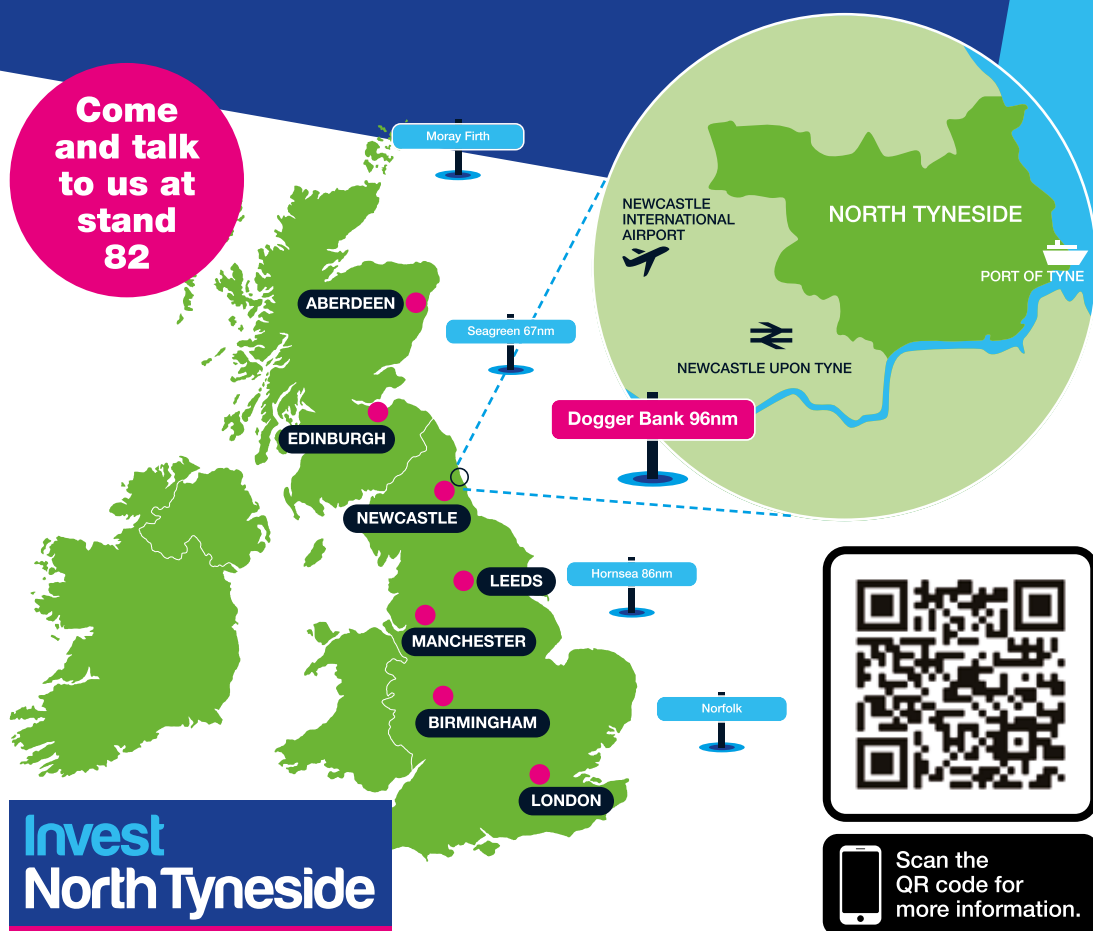 Come
and talk
to us at
stand
82
Moray Firth
NEWCASTLE
INTERNATIONAL
AIRPORT
NORTH TYNESIDE
PORT OF TYNE
NEWCASTLE UPON TYNE
ABERDEEN
Seagreen 67nm
Dogger Bank 96nm
EDINBURGH
NEWCASTLE
LEEDS
Hornsea 86nm
MANCHESTER
BIRMINGHAM
Norfolk
LONDON
Invest
North Tyneside
Scan the
QR code for
more information.